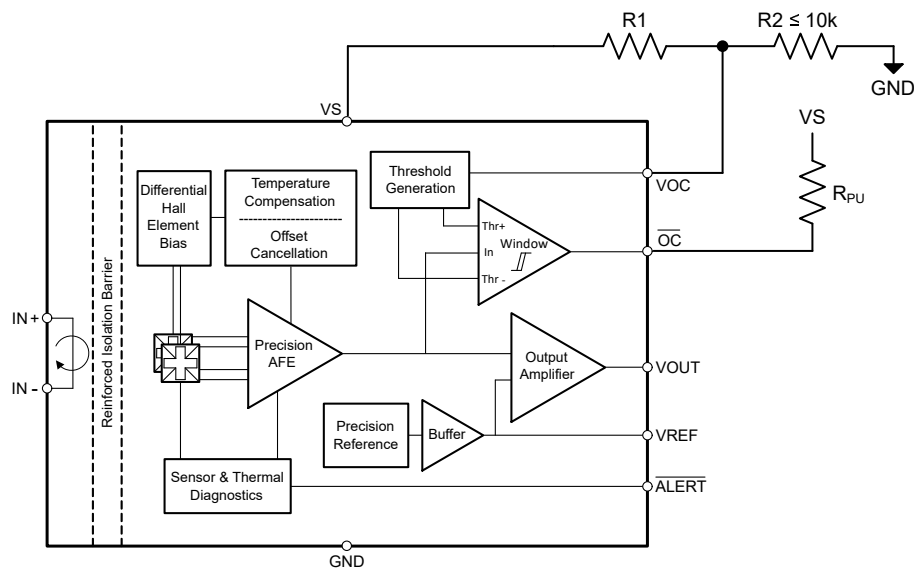 R1
R2 ≤ 10k
GND
VS
VS
R_PU
VOC
OC
Differential
Hall
Element
Bias
Temperature
Compensation
Offset
Cancellation
Threshold
Generation
Thr+
In
Window
Thr -
IN+
IN -
Reinforced Isolation Barrier
Precision
AFE
Output
Amplifier
VOUT
Precision
Reference
Buffer
VREF
Sensor & Thermal
Diagnostics
ALERT
GND